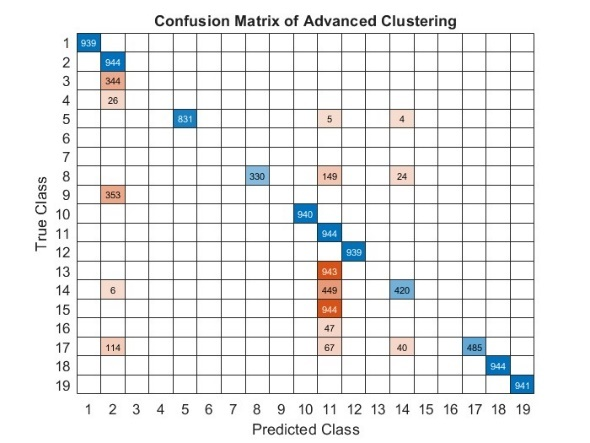 Confusion Matrix of Advanced Clustering
1 939
2 944
3 344
4 26
5 831 5 4
6
7
8 330 149 24
9 353
10 940
11 944
12 939
13 943
14 6 449 420
15 944
16 47
17 114 67 40 485
18 944
19 941
1 2 3 4 5 6 7 8 9 10 11 12 13 14 15 16 17 18 19
Predicted Class
True Class